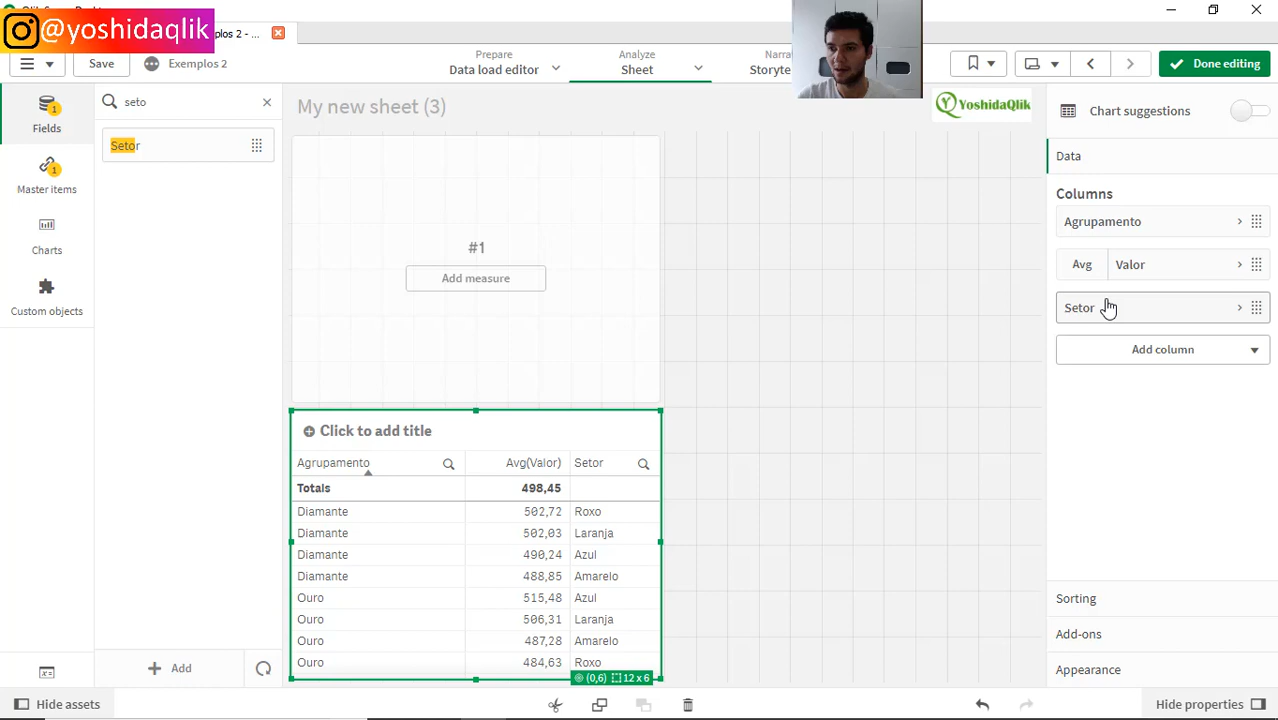 @yoshidaqlik
plos 2 - ...
Save
Exemplos 2
Prepare
Data load editor
Analyze
Sheet
Narra
Storyte
Done editing
Fields
1
Master items
1
Charts
Custom objects
seto
Setor
Add
My new sheet (3)
YoshidaQlik
#1
Add measure
Click to add title
Agrupamento Avg(Valor) Setor
Totals 498,45
Diamante 502,72 Roxo
Diamante 502,03 Laranja
Diamante 490,24 Azul
Diamante 488,85 Amarelo
Ouro 515,48 Azul
Ouro 506,31 Laranja
Ouro 487,28 Amarelo
Ouro 484,63 Roxo
(0,6) 12 x 6
Chart suggestions
Data
Columns
Agrupamento
Avg Valor
Setor
Add column
Sorting
Add-ons
Appearance
Hide assets
Hide properties